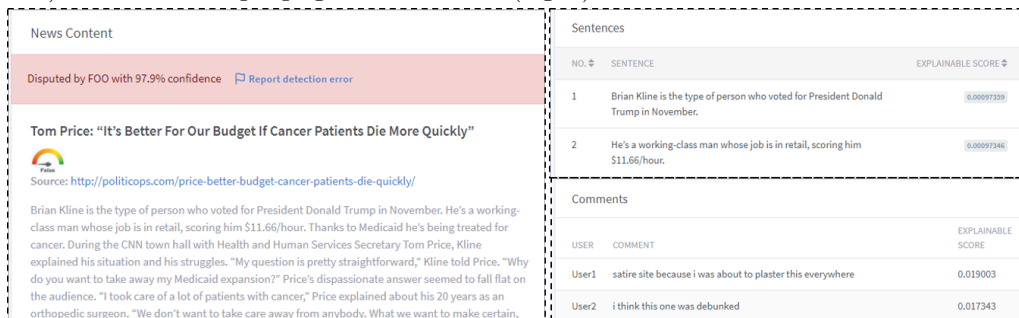 News Content
Disputed by FOO with 97.9% confidence Report detection error
Tom Price: “It’s Better For Our Budget If Cancer Patients Die More Quickly”
False
Source: http://politicops.com/price-better-budget-cancer-patients-die-quickly/
Brian Kline is the type of person who voted for President Donald Trump in November. He’s a working-
class man whose job is in retail, scoring him $11.66/hour. Thanks to Medicaid he’s being treated for
cancer. During the CNN town hall with Health and Human Services Secretary Tom Price, Kline
explained his situation and his struggles. “My question is pretty straightforward,” Kline told Price. “Why
do you want to take away my Medicaid expansion?” Price’s dispassionate answer seemed to fall flat on
the audience. “I took care of a lot of patients with cancer,” Price explained about his 20 years as an
orthopedic surgeon. “We don’t want to take care away from anybody. What we want to make certain,
Sentences
NO. SENTENCE EXPLAINABLE SCORE
1 Brian Kline is the type of person who voted for President Donald 0.00097359
Trump in November.
2 He’s a working-class man whose job is in retail, scoring him 0.00097346
$11.66/hour.
Comments
EXPLAINABLE
USER COMMENT SCORE
User1 satire site because i was about to plaster this everywhere 0.019003
User2 i think this one was debunked 0.017343